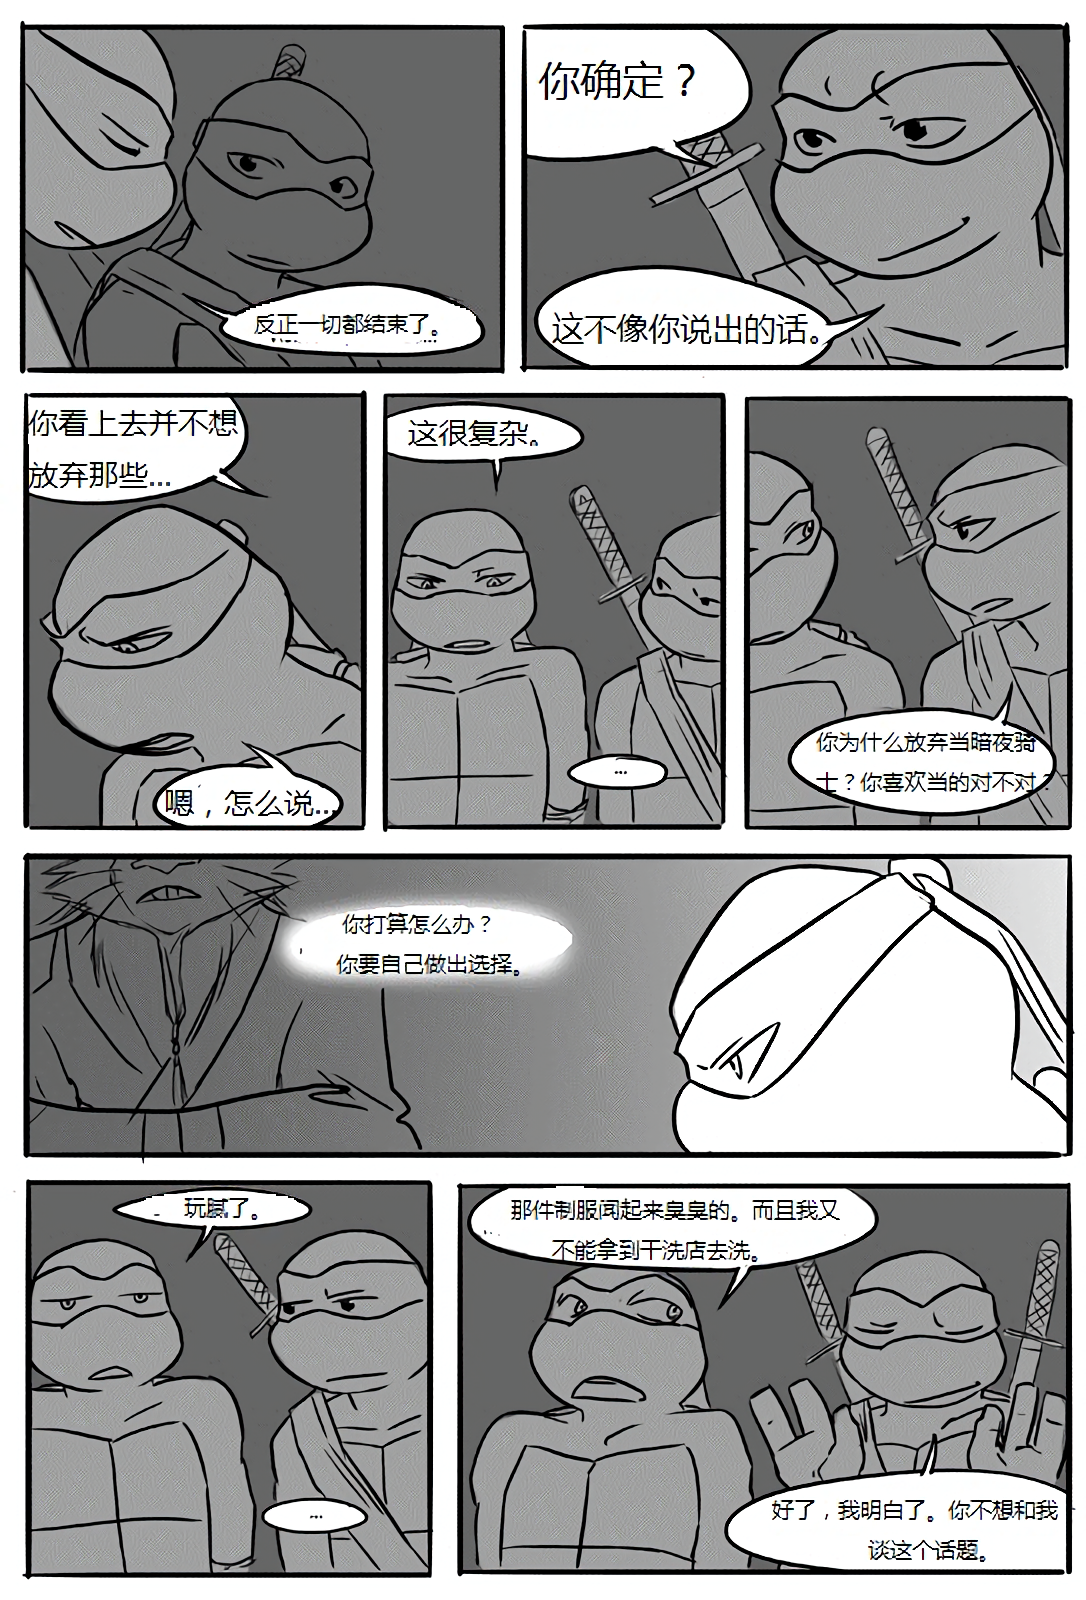 反正一切都结束了。
你确定？
这不像你说出的话。
你看上去并不想
放弃那些...
嗯，怎么说...
这很复杂。
...
你为什么放弃当暗夜骑
士？你喜欢当的对不对？
你打算怎么办？
你要自己做出选择。
玩腻了。
...
那件制服闻起来臭臭的。而且我又
不能拿到干洗店去洗。
好了，我明白了。你不想和我
谈这个话题。